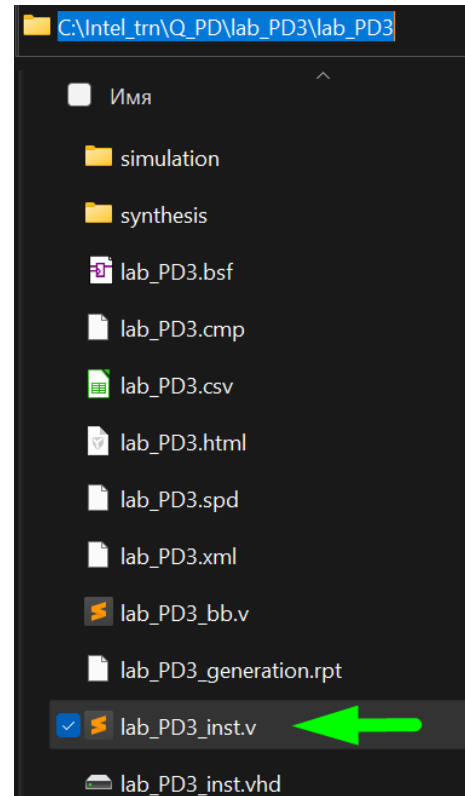 C:\Intel_trn\Q_PD\lab_PD3\lab_PD3
Имя
simulation
synthesis
lab_PD3.bsf
lab_PD3.cmp
lab_PD3.csv
lab_PD3.html
lab_PD3.spd
lab_PD3.xml
lab_PD3_bb.v
lab_PD3_generation.rpt
lab_PD3_inst.v
lab_PD3_inst.vhd